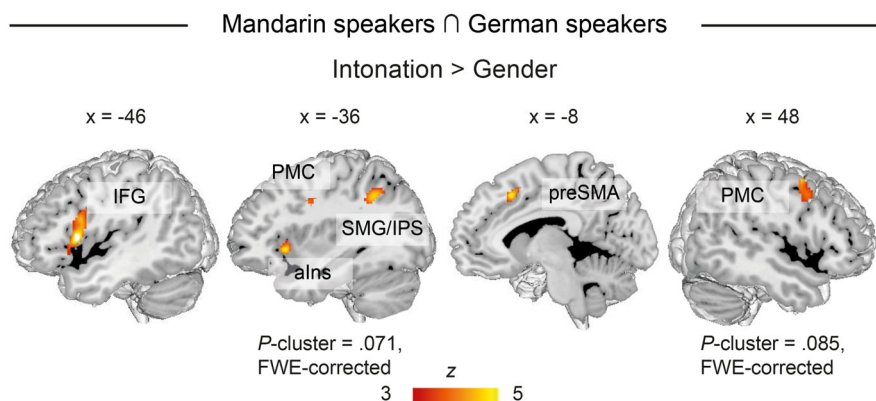 Mandarin speakers ∩ German speakers
Intonation > Gender
x = -46
x = -36
x = -8
x = 48
IFG
PMC
SMG/IPS
aIns
preSMA
PMC
P-cluster = .071,
FWE-corrected
P-cluster = .085,
FWE-corrected
z
3
5